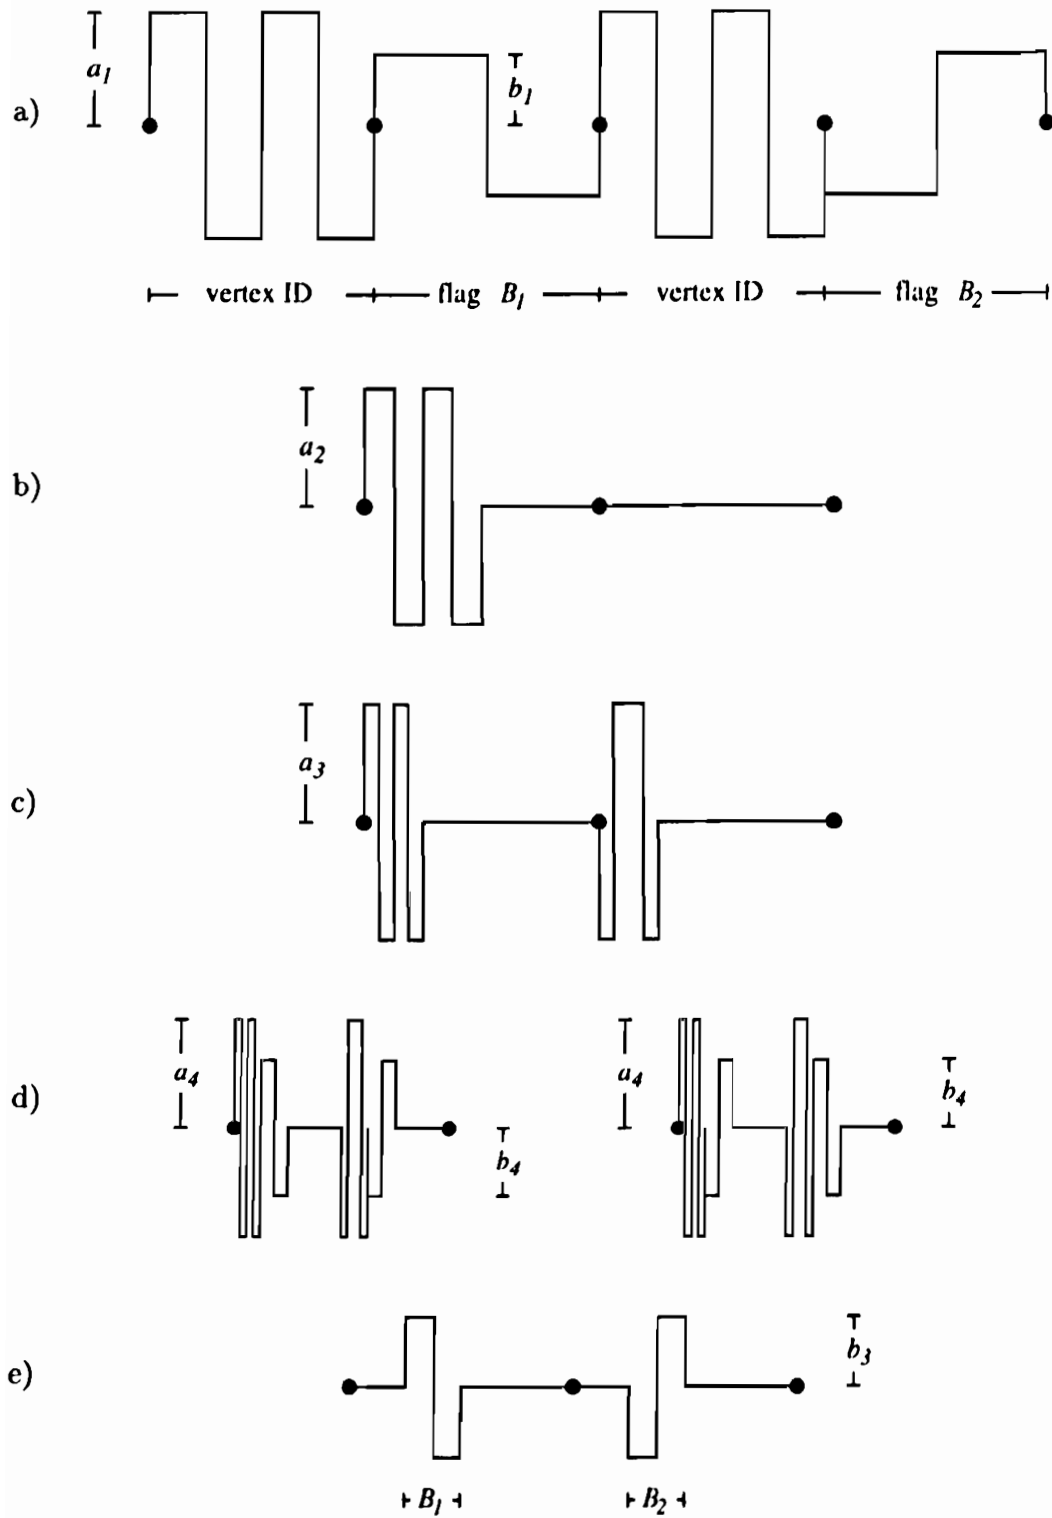 a)
a1
b1
vertex ID
flag B1
vertex ID
flag B2
b)
a2
c)
a3
d)
a4
b4
a4
b4
e)
b3
B1
B2